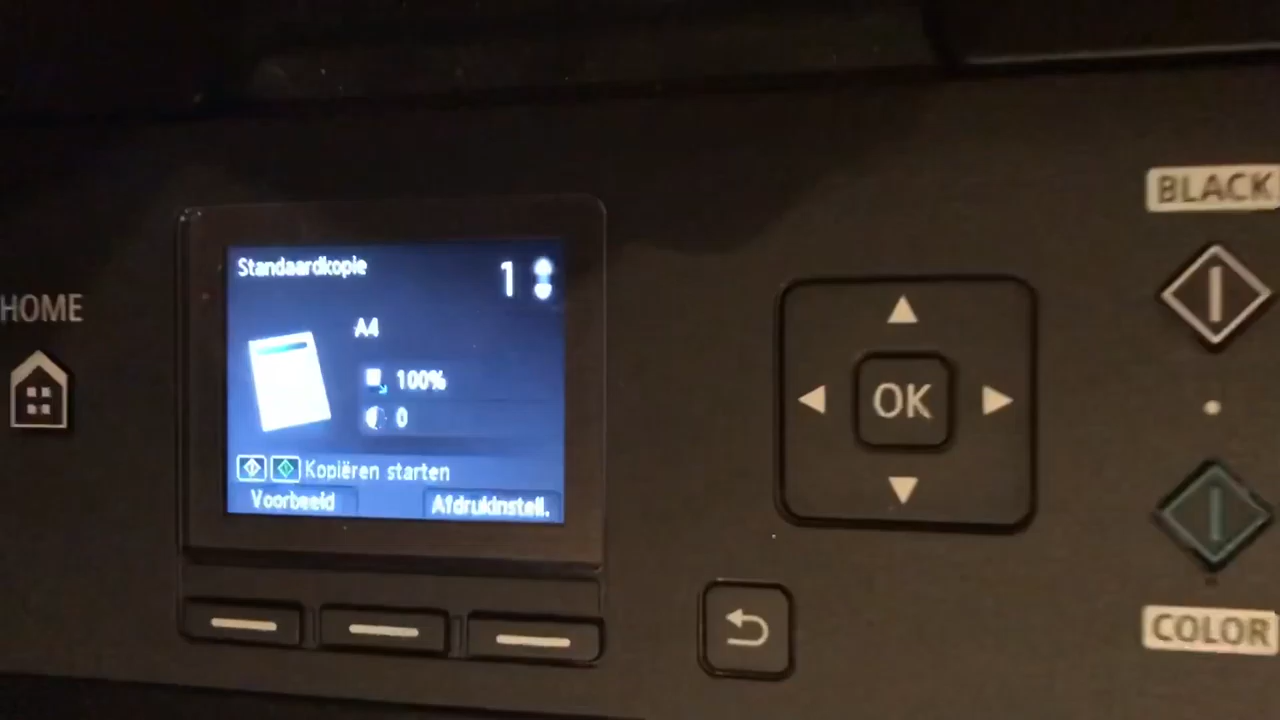 HOME
Standaardkopie
1
A4
100%
0
Kopiëren starten
Voorbeeld
Afdrukinstell.
OK
BLACK
COLOR